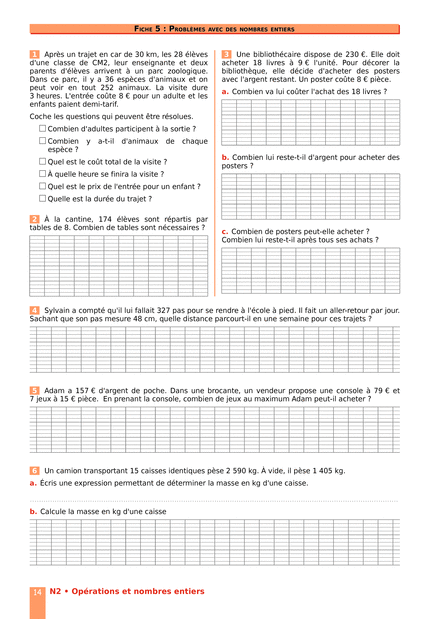 FICHE 5 : PROBLÈMES AVEC DES NOMBRES ENTIERS
1 Après un trajet en car de 30 km, les 28 élèves
d'une classe de CM2, leur enseignante et deux
parents d'élèves arrivent à un parc zoologique.
Dans ce parc, il y a 36 espèces d'animaux et on
peut voir en tout 252 animaux. La visite dure
3 heures. L'entrée coûte 8 € pour un adulte et les
enfants paient demi-tarif.
Coche les questions qui peuvent être résolues.
Combien d'adultes participent à la sortie ?
Combien y a-t-il d'animaux de chaque
espèce ?
Quel est le coût total de la visite ?
À quelle heure se finira la visite ?
Quel est le prix de l'entrée pour un enfant ?
Quelle est la durée du trajet ?
2 À la cantine, 174 élèves sont répartis par
tables de 8. Combien de tables sont nécessaires ?
3 Une bibliothécaire dispose de 230 €. Elle doit
acheter 18 livres à 9 € l'unité. Pour décorer la
bibliothèque, elle décide d'acheter des posters
avec l'argent restant. Un poster coûte 8 € pièce.
a. Combien va lui coûter l'achat des 18 livres ?
b. Combien lui reste-t-il d'argent pour acheter des
posters ?
c. Combien de posters peut-elle acheter ?
Combien lui reste-t-il après tous ses achats ?
4 Sylvain a compté qu'il lui fallait 327 pas pour se rendre à l'école à pied. Il fait un aller-retour par jour.
Sachant que son pas mesure 48 cm, quelle distance parcourt-il en une semaine pour ces trajets ?
5 Adam a 157 € d'argent de poche. Dans une brocante, un vendeur propose une console à 79 € et
7 jeux à 15 € pièce. En prenant la console, combien de jeux au maximum Adam peut-il acheter ?
6 Un camion transportant 15 caisses identiques pèse 2 590 kg. À vide, il pèse 1 405 kg.
a. Écris une expression permettant de déterminer la masse en kg d'une caisse.
b. Calcule la masse en kg d'une caisse
14 N2 • Opérations et nombres entiers